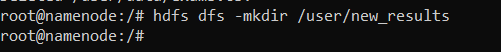 root@namenode:/# hdfs dfs -mkdir /user/new_results
root@namenode:/#